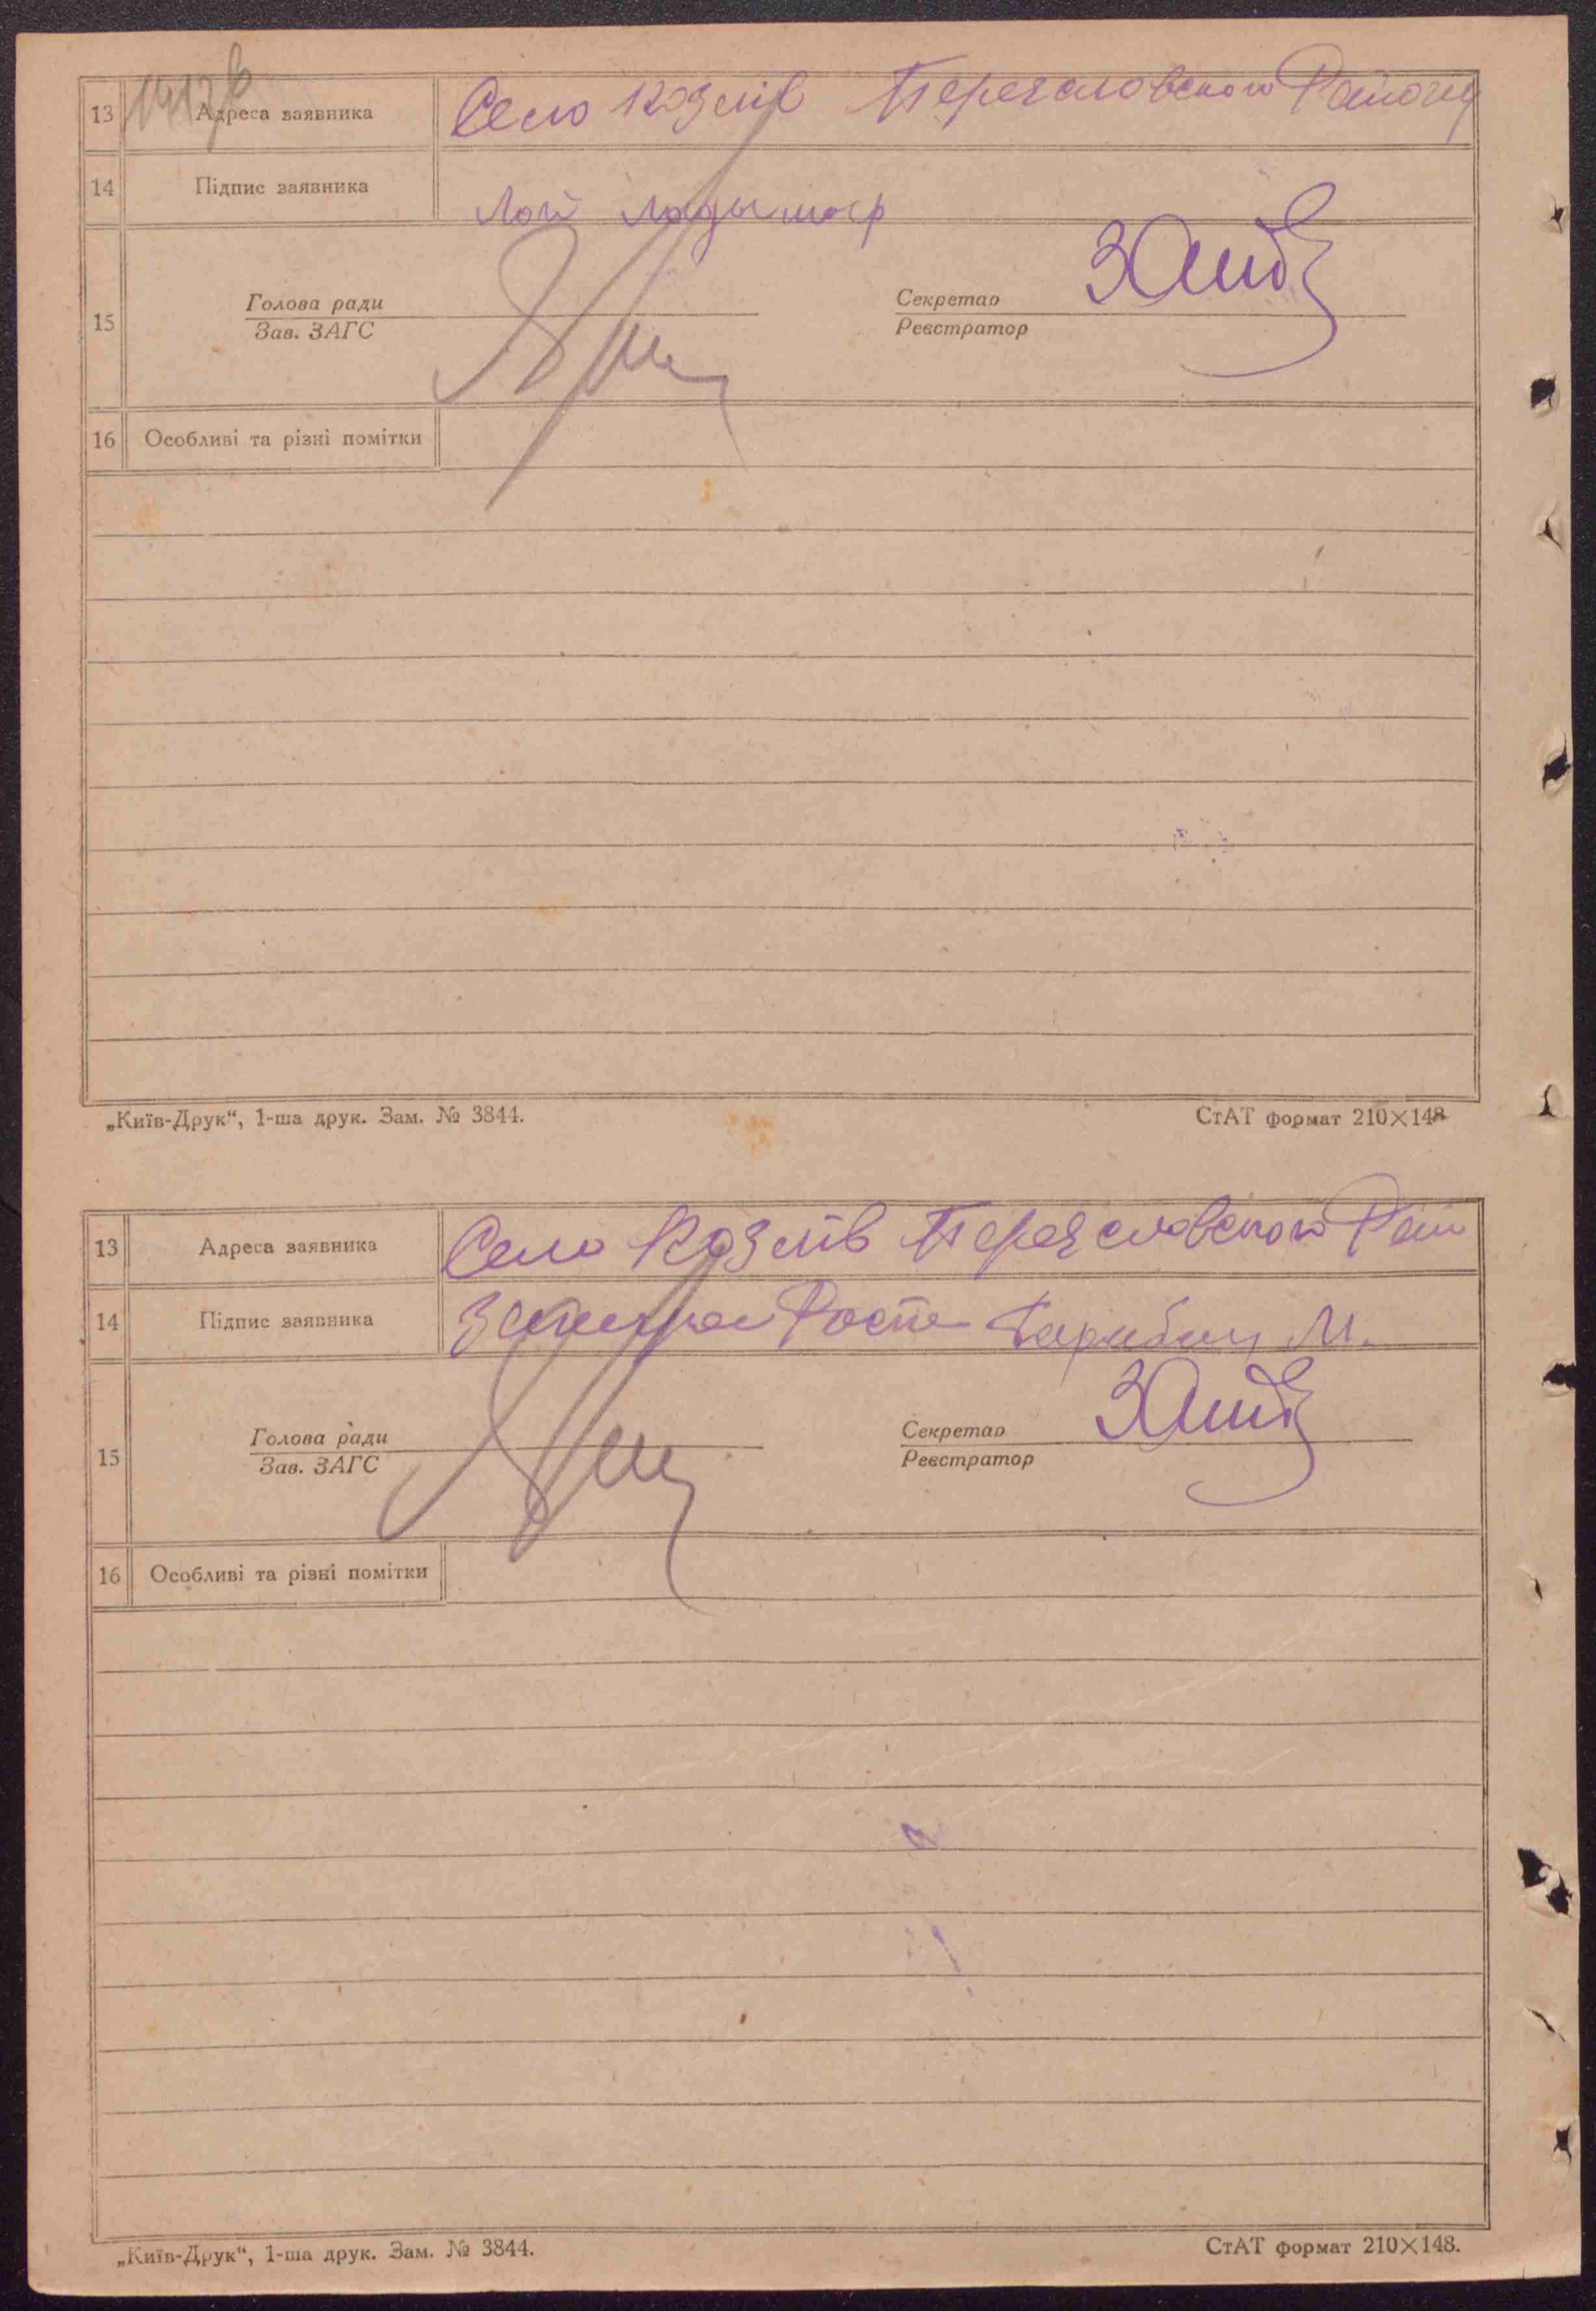 13 Адреса заявника Село Козлів Переяславского Району
14 Підпис заявника Лой
Голова ради Секретар
15
Зав. ЗАГС Реєстратор
16 Особливі та різні помітки
„Київ-Друк“, 1-ша друк. Зам. № 3844. СтАТ формат 210×148
13 Адреса заявника Село Козлів Переяславского Рай
14 Підпис заявника М.
Голова ради Секретар
15
Зав. ЗАГС Реєстратор
16 Особливі та різні помітки
„Київ-Друк“, 1-ша друк. Зам. № 3844. СтАТ формат 210×148.